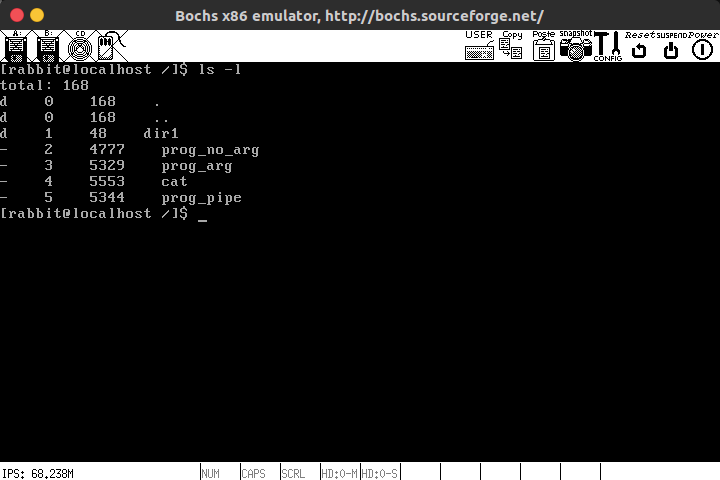 Bochs x86 emulator, http://bochs.sourceforge.net/
A: B: CD USER Copy Paste snapshot CONFIG Reset SUSPEND Power
[rabbit@localhost /]$ ls -l
total: 168
d 0 168 .
d 0 168 ..
d 1 48 dir1
- 2 4777 prog_no_arg
- 3 5329 prog_arg
- 4 5553 cat
- 5 5344 prog_pipe
[rabbit@localhost /]$ _
IPS: 68.238M NUM CAPS SCRL HD:0-M HD:0-S